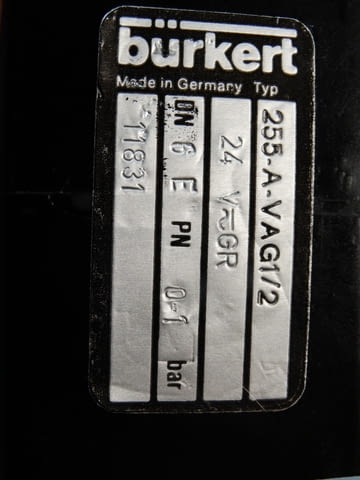 bürkert
Made in Germany Typ
255-A-VAG1/2
24 V≂GR
DN 6 E PN 0-1 bar
11831